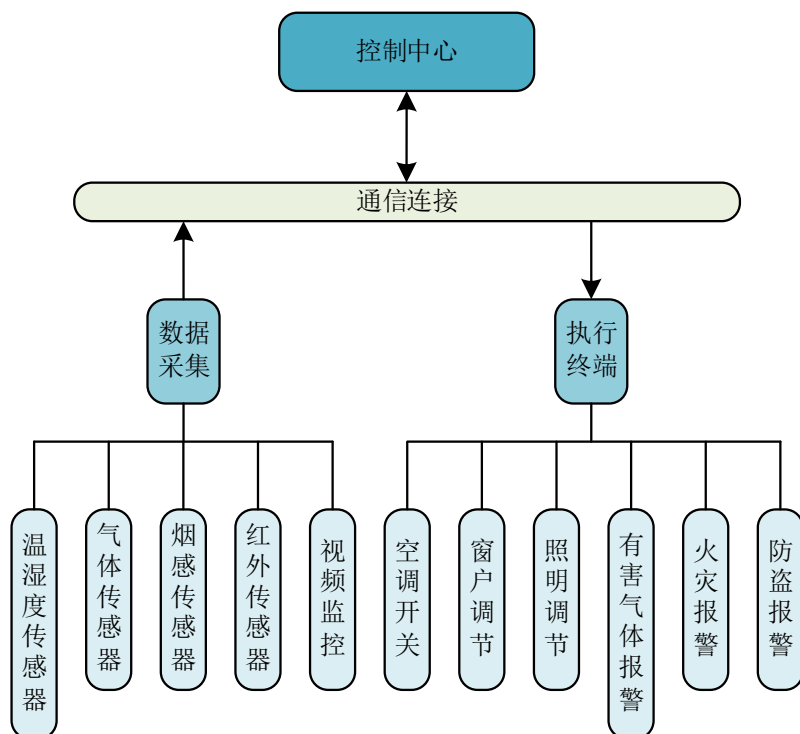 控制中心
通信连接
数据
采集
执行
终端
温湿度传感器
气体传感器
烟感传感器
红外传感器
视频监控
空调开关
窗户调节
照明调节
有害气体报警
火灾报警
防盗报警